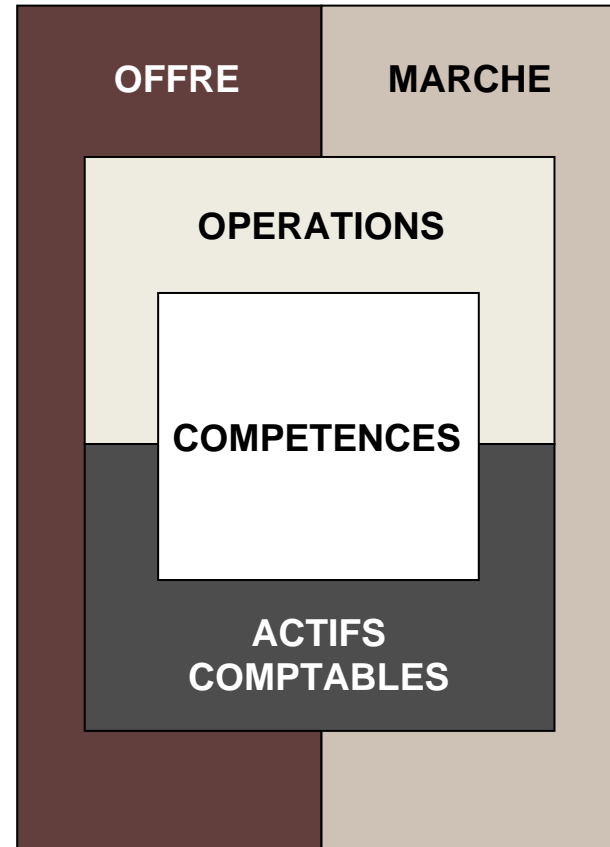 OFFRE
MARCHE
OPERATIONS
COMPETENCES
ACTIFS
COMPTABLES